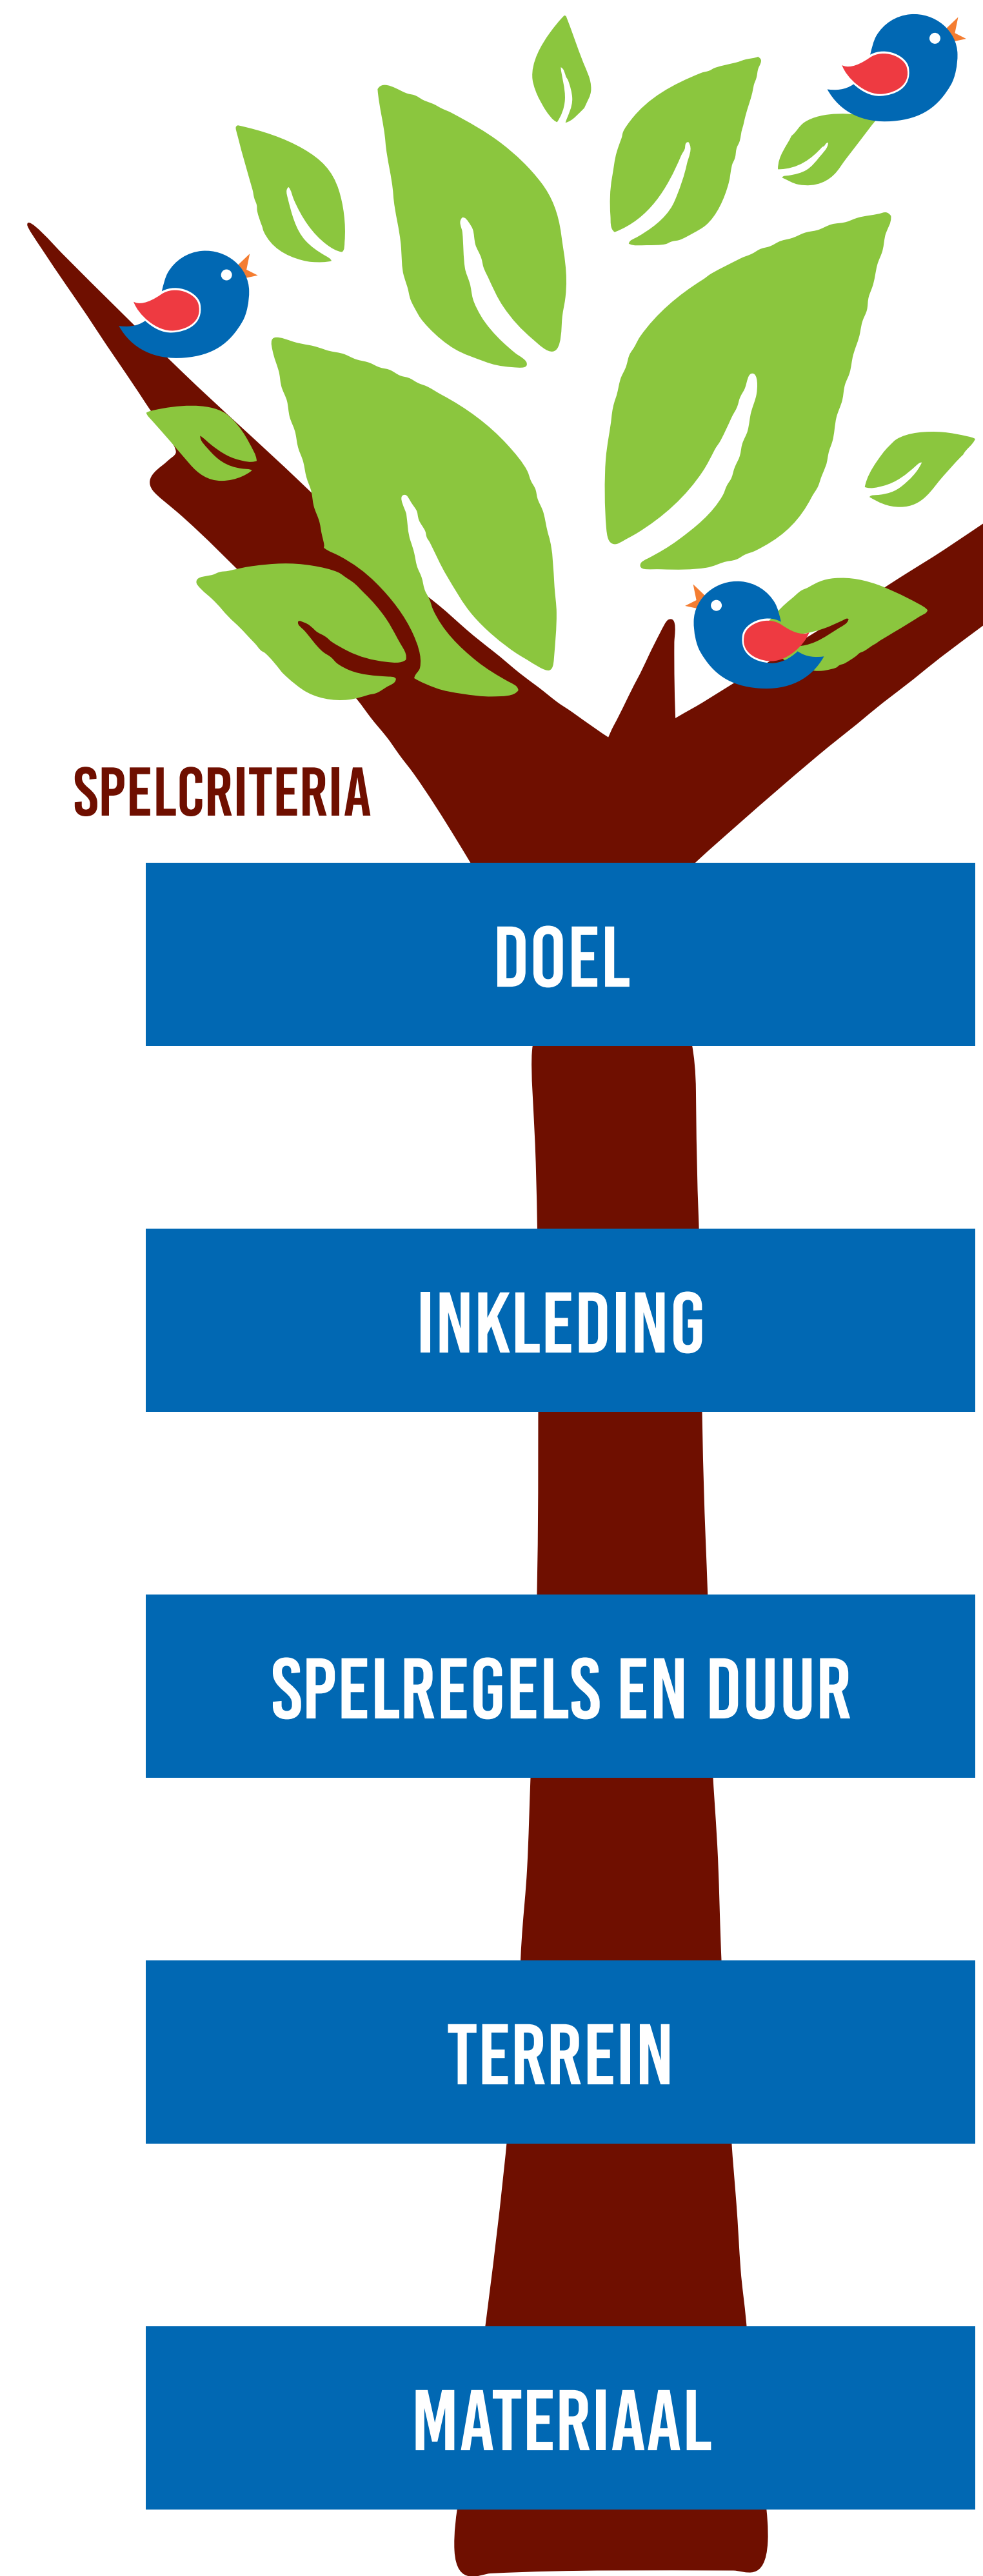 SPELCRITERIA
DOEL
INKLEDING
SPELREGELS EN DUUR
TERREIN
MATERIAAL